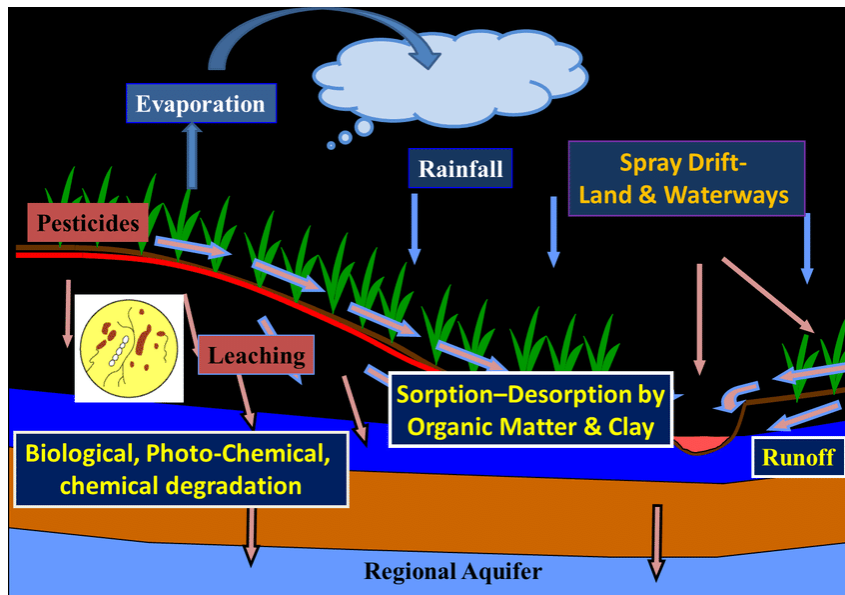 Evaporation
Rainfall
Spray Drift-
Land & Waterways
Pesticides
Leaching
Sorption–Desorption by
Organic Matter & Clay
Biological, Photo-Chemical,
chemical degradation
Runoff
Regional Aquifer